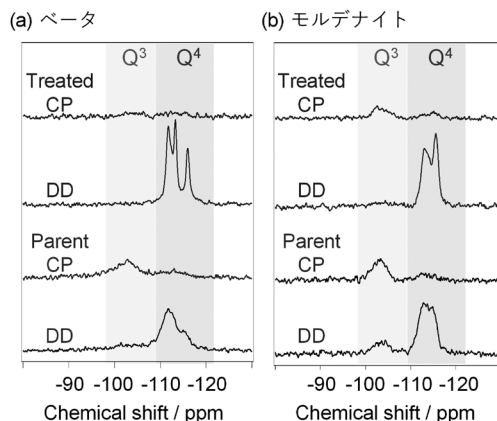 (a) ベータ
Q³ Q⁴
Treated
CP
DD
Parent
CP
DD
-90 -100 -110 -120
Chemical shift / ppm
(b) モルデナイト
Q³ Q⁴
Treated
CP
DD
Parent
CP
DD
-90 -100 -110 -120
Chemical shift / ppm